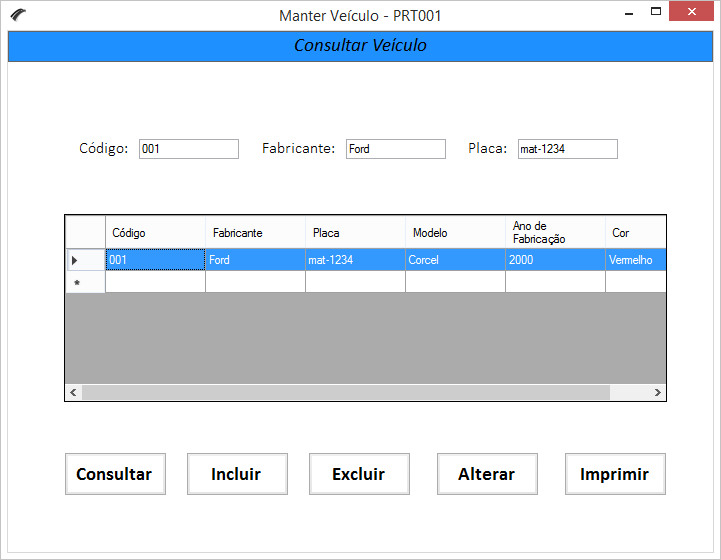 Manter Veículo - PRT001
Consultar Veículo
Código: 001 Fabricante: Ford Placa: mat-1234
Código Fabricante Placa Modelo Ano de Fabricação Cor
001 Ford mat-1234 Corcel 2000 Vermelho
*
Consultar Incluir Excluir Alterar Imprimir